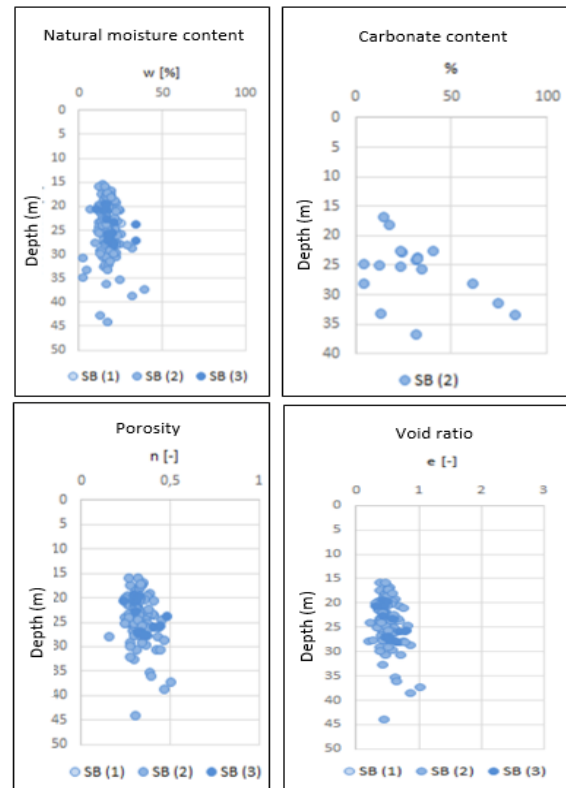 Natural moisture content
w [%]
0 50 100
0
5
10
15
20
25
30
35
40
45
50
Depth (m)
SB (1) SB (2) SB (3)
Carbonate content
%
0 50 100
0
5
10
15
20
25
30
35
40
Depth (m)
SB (2)
Porosity
n [-]
0 0,5 1
0
5
10
15
20
25
30
35
40
45
50
Depth (m)
SB (1) SB (2) SB (3)
Void ratio
e [-]
0 1 2 3
0
5
10
15
20
25
30
35
40
45
50
Depth (m)
SB (1) SB (2) SB (3)